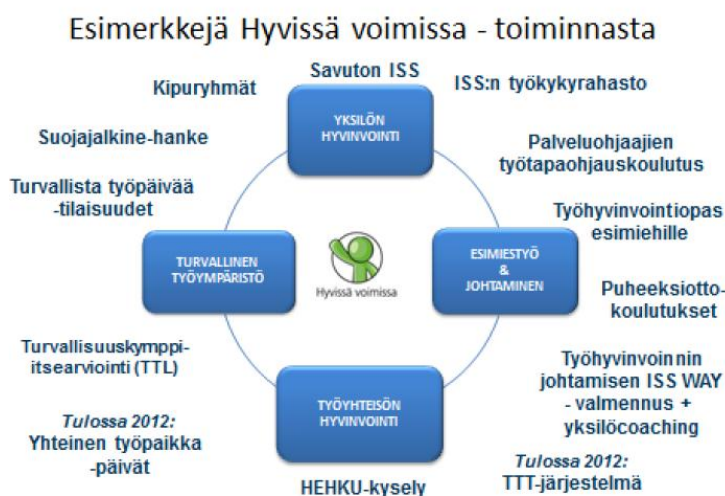 Esimerkkejä Hyvissä voimissa - toiminnasta
Savuton ISS
Kipuryhmät
ISS:n työkykyrahasto
YKSILÖN
HYVINVOINTI
Suojajalkine-hanke
Palveluohjaajien
työtapaohjauskoulutus
Turvallista työpäivää
-tilaisuudet
Työhyvinvointiopas
esimiehille
TURVALLINEN
TYÖYMPÄRISTÖ
Hyvissä voimissa
ESIMIESTYÖ
&
JOHTAMINEN
Puheeksiotto-
koulutukset
Turvallisuuskymppi-
itsearviointi (TTL)
Työhyvinvoinnin
johtamisen ISS WAY
- valmennus +
yksilöcoaching
TYÖYHTEISÖN
HYVINVOINTI
Tulossa 2012:
Yhteinen työpaikka
-päivät
HEHKU-kysely
Tulossa 2012:
TTT-järjestelmä